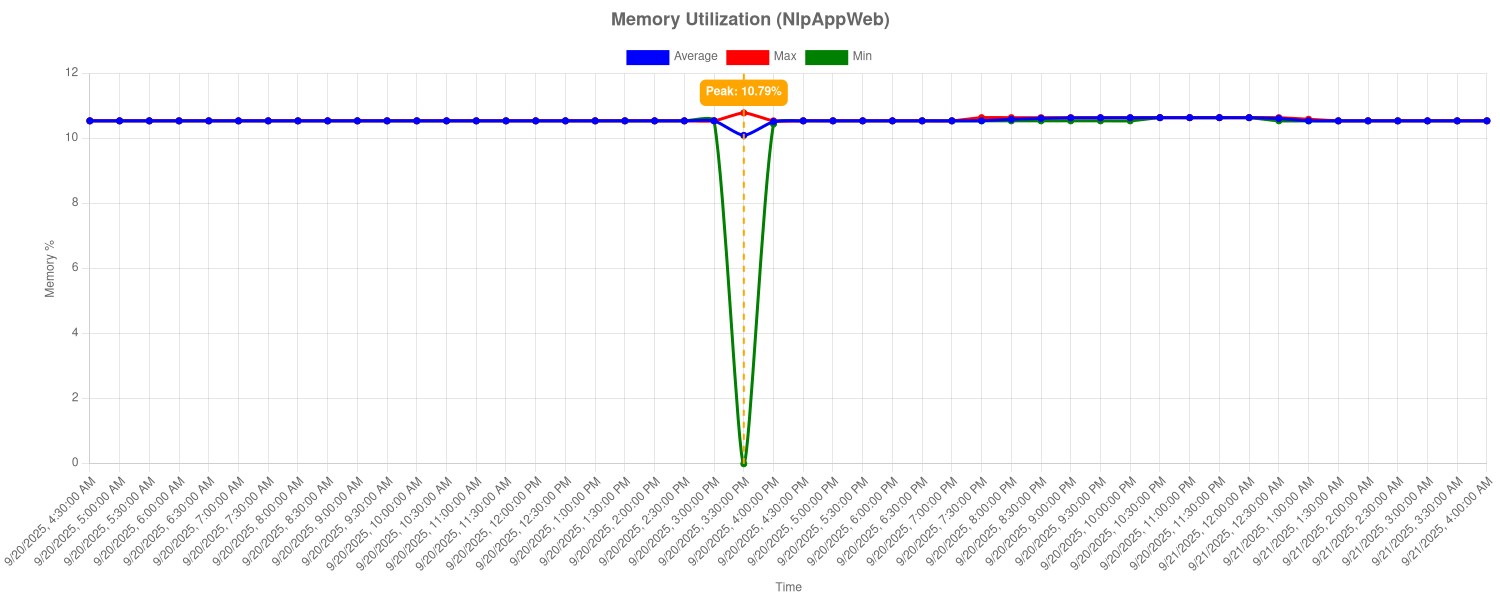 Memory Utilization (NlpAppWeb)
Average Max Min
12
Peak: 10.79%
10
8
6
4
2
0
Memory %
9/20/2025, 4:30:00 AM
9/20/2025, 5:00:00 AM
9/20/2025, 5:30:00 AM
9/20/2025, 6:00:00 AM
9/20/2025, 6:30:00 AM
9/20/2025, 7:00:00 AM
9/20/2025, 7:30:00 AM
9/20/2025, 8:00:00 AM
9/20/2025, 8:30:00 AM
9/20/2025, 9:00:00 AM
9/20/2025, 9:30:00 AM
9/20/2025, 10:00:00 AM
9/20/2025, 10:30:00 AM
9/20/2025, 11:00:00 AM
9/20/2025, 11:30:00 AM
9/20/2025, 12:00:00 PM
9/20/2025, 12:30:00 PM
9/20/2025, 1:00:00 PM
9/20/2025, 1:30:00 PM
9/20/2025, 2:00:00 PM
9/20/2025, 2:30:00 PM
9/20/2025, 3:00:00 PM
9/20/2025, 3:30:00 PM
9/20/2025, 4:00:00 PM
9/20/2025, 4:30:00 PM
9/20/2025, 5:00:00 PM
9/20/2025, 5:30:00 PM
9/20/2025, 6:00:00 PM
9/20/2025, 6:30:00 PM
9/20/2025, 7:00:00 PM
9/20/2025, 7:30:00 PM
9/20/2025, 8:00:00 PM
9/20/2025, 8:30:00 PM
9/20/2025, 9:00:00 PM
9/20/2025, 9:30:00 PM
9/20/2025, 10:00:00 PM
9/20/2025, 10:30:00 PM
9/20/2025, 11:00:00 PM
9/20/2025, 11:30:00 PM
9/21/2025, 12:00:00 AM
9/21/2025, 12:30:00 AM
9/21/2025, 1:00:00 AM
9/21/2025, 1:30:00 AM
9/21/2025, 2:00:00 AM
9/21/2025, 2:30:00 AM
9/21/2025, 3:00:00 AM
9/21/2025, 3:30:00 AM
9/21/2025, 4:00:00 AM
Time